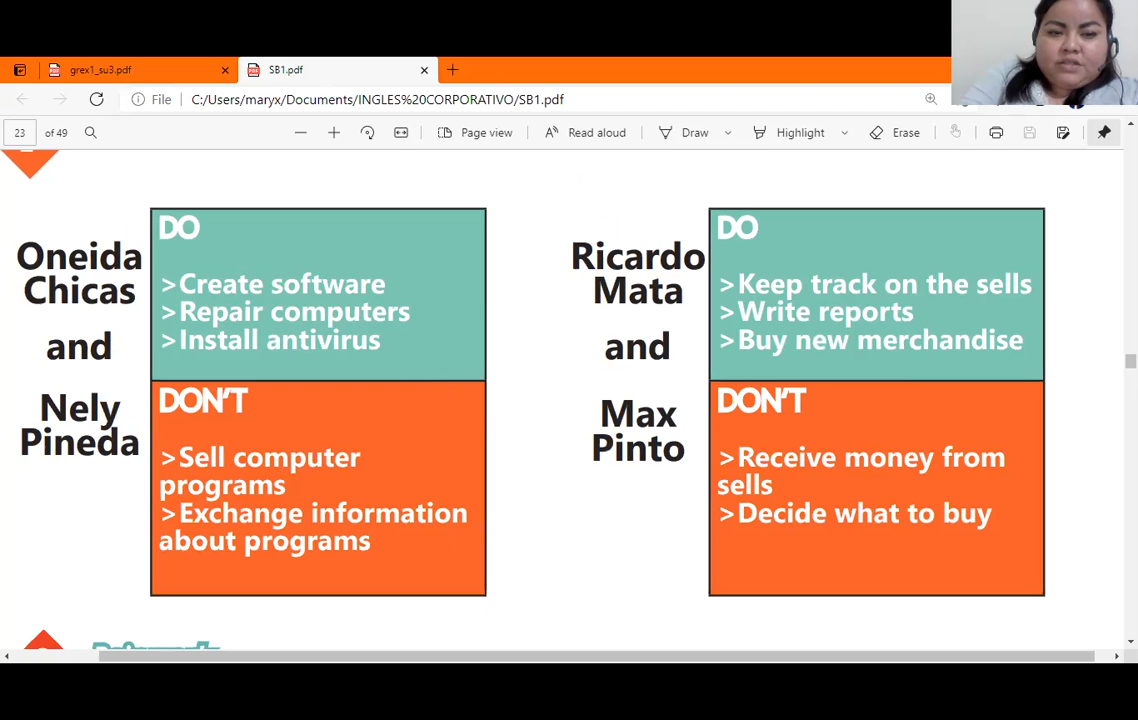 grex1_su3.pdf
SB1.pdf
File
C:/Users/maryx/Documents/INGLES%20CORPORATIVO/SB1.pdf
23 of 49
Page view
Read aloud
Draw
Highlight
Erase
Oneida
Chicas
and
Nely
Pineda
DO
>Create software
>Repair computers
>Install antivirus
DON'T
>Sell computer
programs
>Exchange information
about programs
Ricardo
Mata
and
Max
Pinto
DO
>Keep track on the sells
>Write reports
>Buy new merchandise
DON'T
>Receive money from
sells
>Decide what to buy